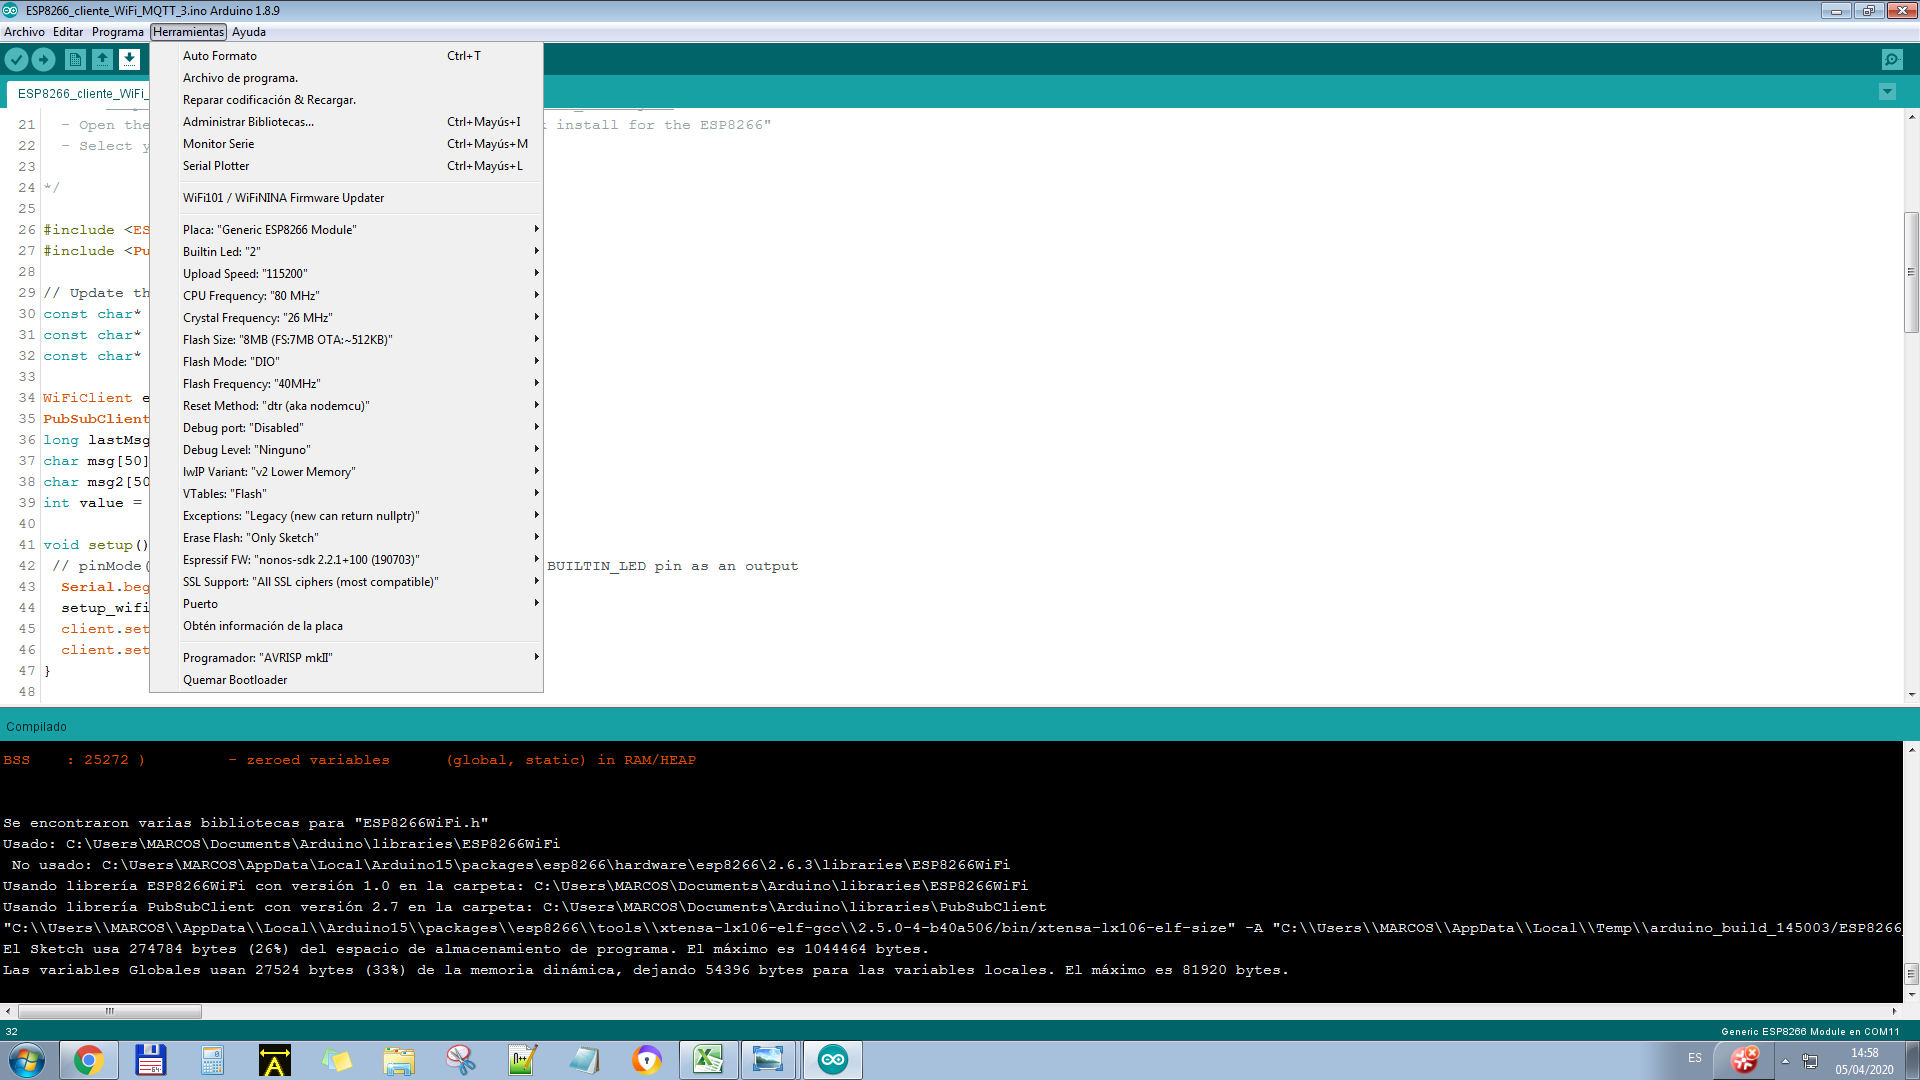 ESP8266_cliente_WiFi_MQTT_3.ino Arduino 1.8.9
Archivo Editar Programa Herramientas Ayuda
ESP8266_cliente_WiFi_
Auto Formato Ctrl+T
Archivo de programa.
Reparar codificación & Recargar.
Administrar Bibliotecas... Ctrl+Mayús+I
Monitor Serie Ctrl+Mayús+M
Serial Plotter Ctrl+Mayús+L
WiFi101 / WiFiNINA Firmware Updater
Placa: "Generic ESP8266 Module"
Builtin Led: "2"
Upload Speed: "115200"
CPU Frequency: "80 MHz"
Crystal Frequency: "26 MHz"
Flash Size: "8MB (FS:7MB OTA:~512KB)"
Flash Mode: "DIO"
Flash Frequency: "40MHz"
Reset Method: "dtr (aka nodemcu)"
Debug port: "Disabled"
Debug Level: "Ninguno"
lwIP Variant: "v2 Lower Memory"
VTables: "Flash"
Exceptions: "Legacy (new can return nullptr)"
Erase Flash: "Only Sketch"
Espressif FW: "nonos-sdk 2.2.1+100 (190703)"
SSL Support: "All SSL ciphers (most compatible)"
Puerto
Obtén información de la placa
Programador: "AVRISP mkII"
Quemar Bootloader
21 - Open the install for the ESP8266"
22 - Select y
23
24 */
25
26 #include <ES
27 #include <Pu
28
29 // Update th
30 const char*
31 const char*
32 const char*
33
34 WiFiClient e
35 PubSubClient
36 long lastMsg
37 char msg[50]
38 char msg2[50
39 int value =
40
41 void setup()
42 // pinMode( BUILTIN_LED pin as an output
43 Serial.beg
44 setup_wifi
45 client.set
46 client.set
47 }
48
Compilado
BSS : 25272 ) - zeroed variables (global, static) in RAM/HEAP
Se encontraron varias bibliotecas para "ESP8266WiFi.h"
Usado: C:\Users\MARCOS\Documents\Arduino\libraries\ESP8266WiFi
No usado: C:\Users\MARCOS\AppData\Local\Arduino15\packages\esp8266\hardware\esp8266\2.6.3\libraries\ESP8266WiFi
Usando librería ESP8266WiFi con versión 1.0 en la carpeta: C:\Users\MARCOS\Documents\Arduino\libraries\ESP8266WiFi
Usando librería PubSubClient con versión 2.7 en la carpeta: C:\Users\MARCOS\Documents\Arduino\libraries\PubSubClient
"C:\\Users\\MARCOS\\AppData\\Local\\Arduino15\\packages\\esp8266\\tools\\xtensa-lx106-elf-gcc\\2.5.0-4-b40a506/bin/xtensa-lx106-elf-size" -A "C:\\Users\\MARCOS\\AppData\\Local\\Temp\\arduino_build_145003/ESP8266_
El Sketch usa 274784 bytes (26%) del espacio de almacenamiento de programa. El máximo es 1044464 bytes.
Las variables Globales usan 27524 bytes (33%) de la memoria dinámica, dejando 54396 bytes para las variables locales. El máximo es 81920 bytes.
32 Generic ESP8266 Module en COM11
ES
14:58
05/04/2020